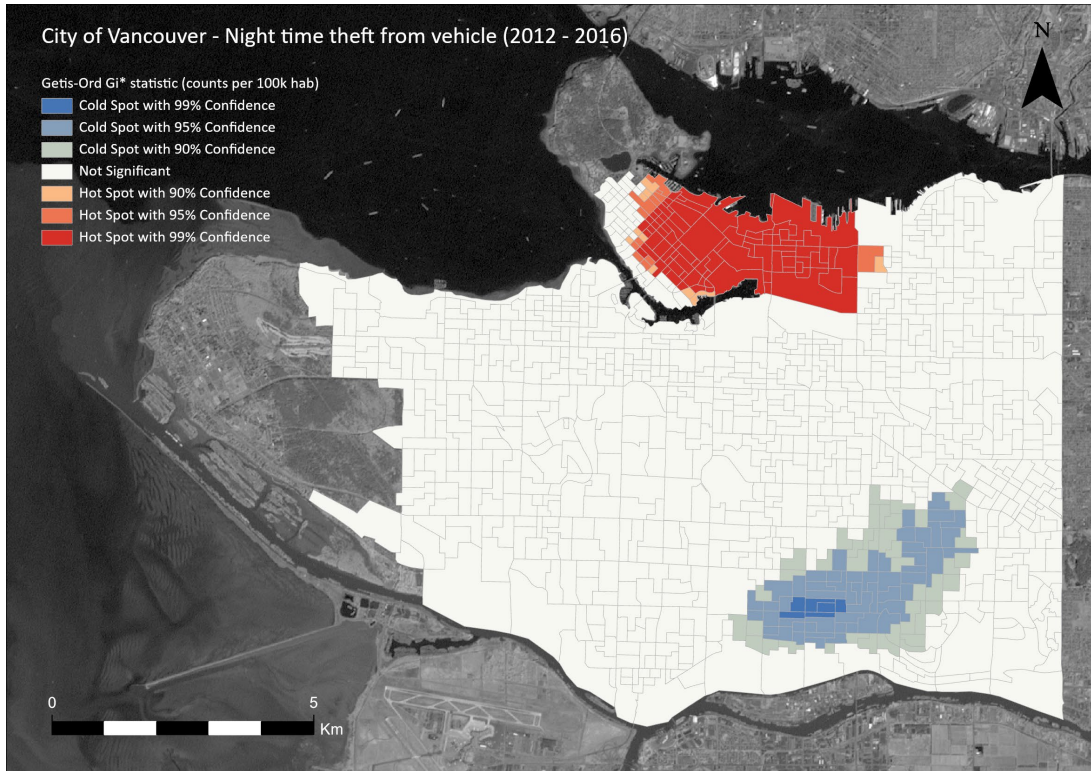 City of Vancouver - Night time theft from vehicle (2012 - 2016)
N
Getis-Ord Gi* statistic (counts per 100k hab)
Cold Spot with 99% Confidence
Cold Spot with 95% Confidence
Cold Spot with 90% Confidence
Not Significant
Hot Spot with 90% Confidence
Hot Spot with 95% Confidence
Hot Spot with 99% Confidence
0 5
Km